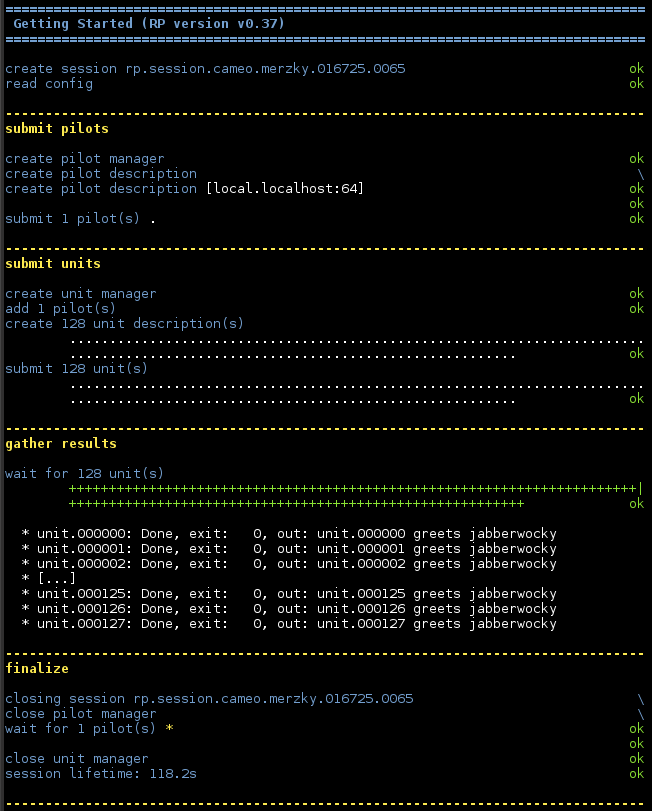 ================================================================================
 Getting Started (RP version v0.37)
================================================================================
create session rp.session.cameo.merzky.016725.0065                            ok
read config                                                                   ok
--------------------------------------------------------------------------------
submit pilots
create pilot manager                                                          ok
create pilot description                                                       \
create pilot description [local.localhost:64]                                 ok
                                                                              ok
submit 1 pilot(s) .                                                           ok
--------------------------------------------------------------------------------
submit units
create unit manager                                                           ok
add 1 pilot(s)                                                                ok
create 128 unit description(s)
        ........................................................................
        ........................................................              ok
submit 128 unit(s)
        ........................................................................
        ........................................................              ok
--------------------------------------------------------------------------------
gather results
wait for 128 unit(s)
        +++++++++++++++++++++++++++++++++++++++++++++++++++++++++++++++++++++++|
        +++++++++++++++++++++++++++++++++++++++++++++++++++++++++             ok
  * unit.000000: Done, exit:   0, out: unit.000000 greets jabberwocky
  * unit.000001: Done, exit:   0, out: unit.000001 greets jabberwocky
  * unit.000002: Done, exit:   0, out: unit.000002 greets jabberwocky
  * [...]
  * unit.000125: Done, exit:   0, out: unit.000125 greets jabberwocky
  * unit.000126: Done, exit:   0, out: unit.000126 greets jabberwocky
  * unit.000127: Done, exit:   0, out: unit.000127 greets jabberwocky
--------------------------------------------------------------------------------
finalize
closing session rp.session.cameo.merzky.016725.0065                            \
close pilot manager                                                            \
wait for 1 pilot(s) *                                                         ok
                                                                              ok
close unit manager                                                            ok
session lifetime: 118.2s                                                      ok
--------------------------------------------------------------------------------